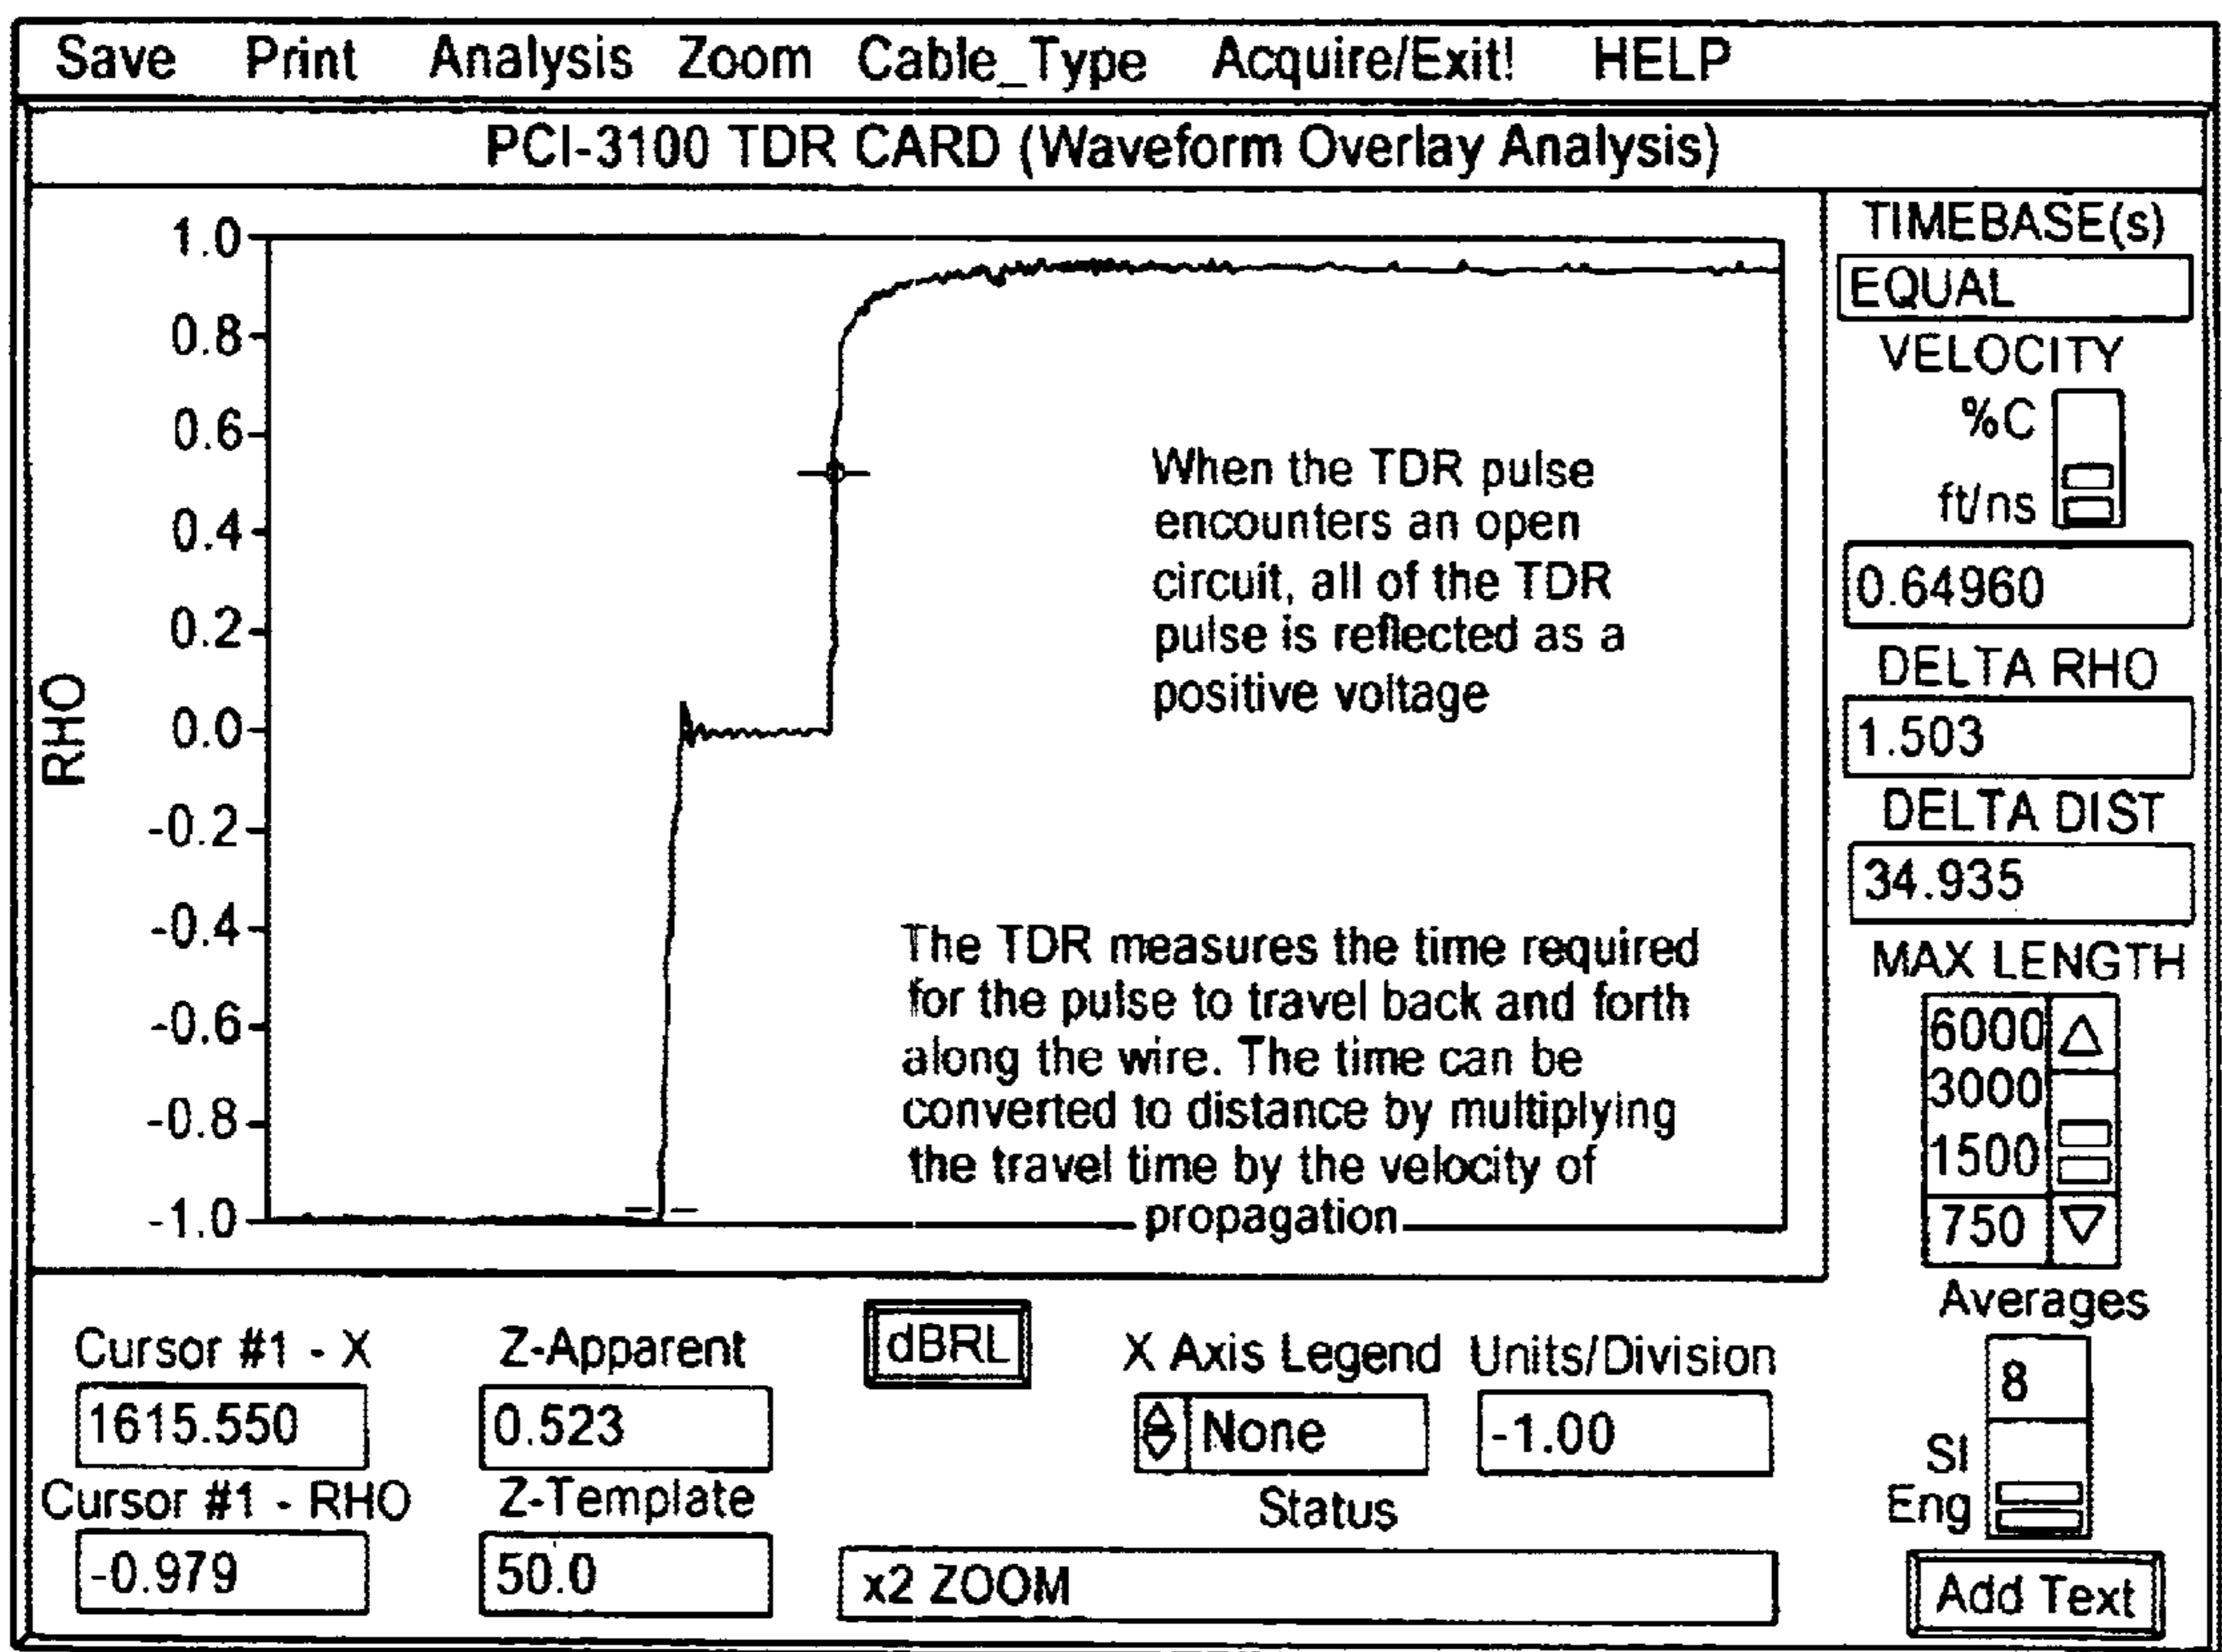 Save Print Analysis Zoom Cable_Type Acquire/Exit! HELP
PCI-3100 TDR CARD (Waveform Overlay Analysis)
RHO
1.0
0.8
0.6
0.4
0.2
0.0
-0.2
-0.4
-0.6
-0.8
-1.0
When the TDR pulse
encounters an open
circuit, all of the TDR
pulse is reflected as a
positive voltage
The TDR measures the time required
for the pulse to travel back and forth
along the wire. The time can be
converted to distance by multiplying
the travel time by the velocity of
propagation
TIMEBASE(s)
EQUAL
VELOCITY
%C
ft/ns
0.64960
DELTA RHO
1.503
DELTA DIST
34.935
MAX LENGTH
6000
3000
1500
750
Averages
8
SI
Eng
Add Text
Cursor #1 - X
1615.550
Cursor #1 - RHO
-0.979
Z-Apparent
0.523
Z-Template
50.0
dBRL
X Axis Legend
None
Units/Division
-1.00
Status
x2 ZOOM